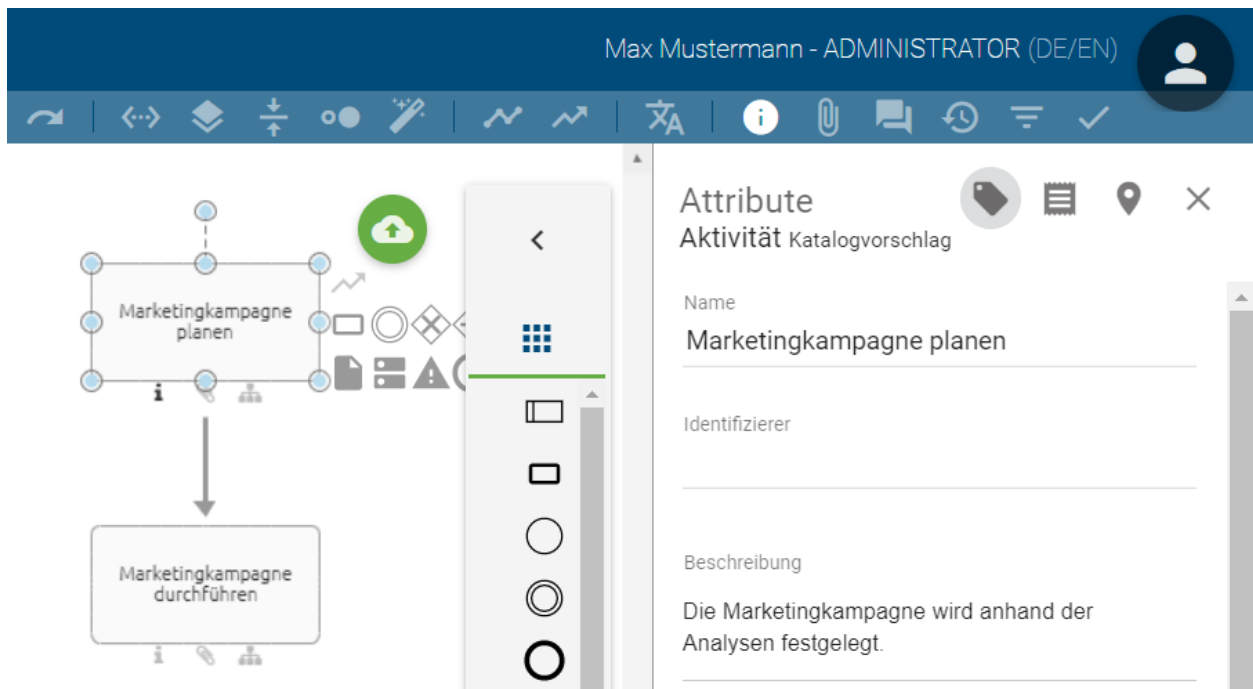 Max Mustermann - ADMINISTRATOR (DE/EN)
Marketingkampagne
planen
Marketingkampagne
durchführen
Attribute
Aktivität Katalogvorschlag
Name
Marketingkampagne planen
Identifizierer
Beschreibung
Die Marketingkampagne wird anhand der
Analysen festgelegt.